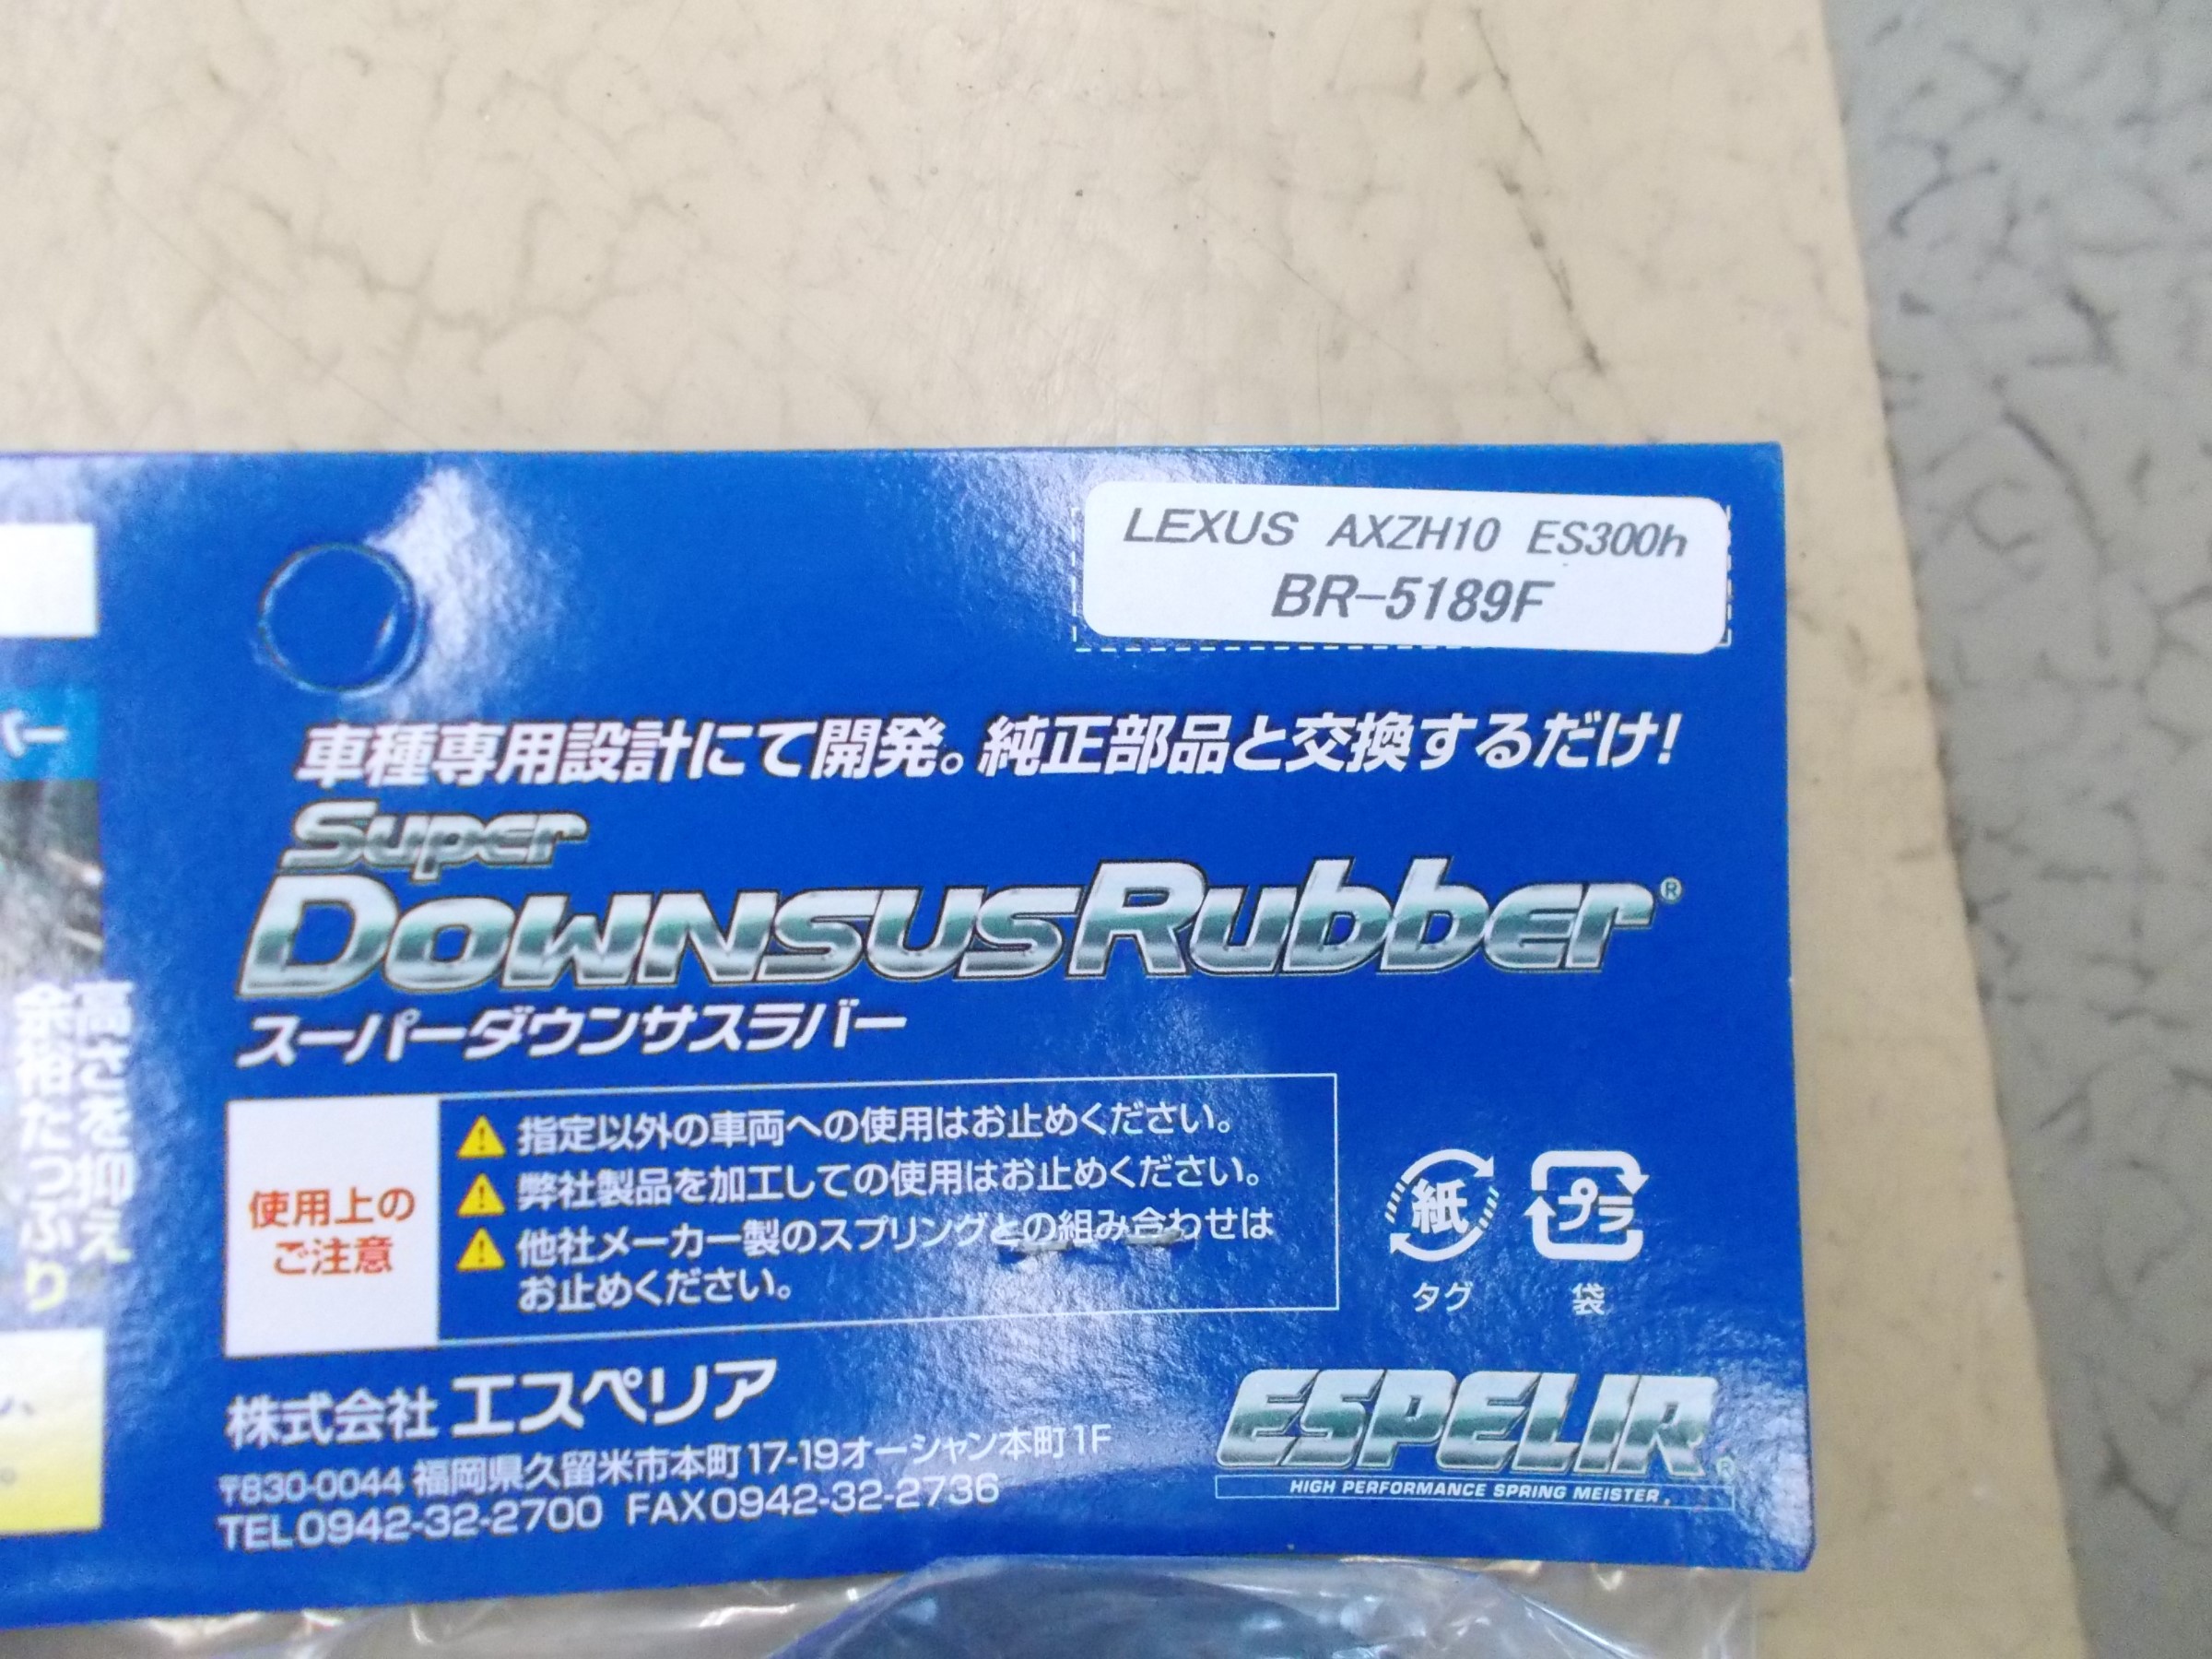 LEXUS AXZH10 ES300h
BR-5189F
車種専用設計にて開発。純正部品と交換するだけ!
Super
DOWNSUSRubber®
スーパーダウンサスラバー
使用上の
ご注意
指定以外の車両への使用はお止めください。
弊社製品を加工しての使用はお止めください。
他社メーカー製のスプリングとの組み合わせは
お止めください。
紙
タグ
プラ
袋
株式会社エスペリア
〒830-0044 福岡県久留米市本町17-19オーシャン本町1F
TEL0942-32-2700 FAX0942-32-2736
ESPELIR®
HIGH PERFORMANCE SPRING MEISTER.
バー
高さを抑え
余裕たっぷり